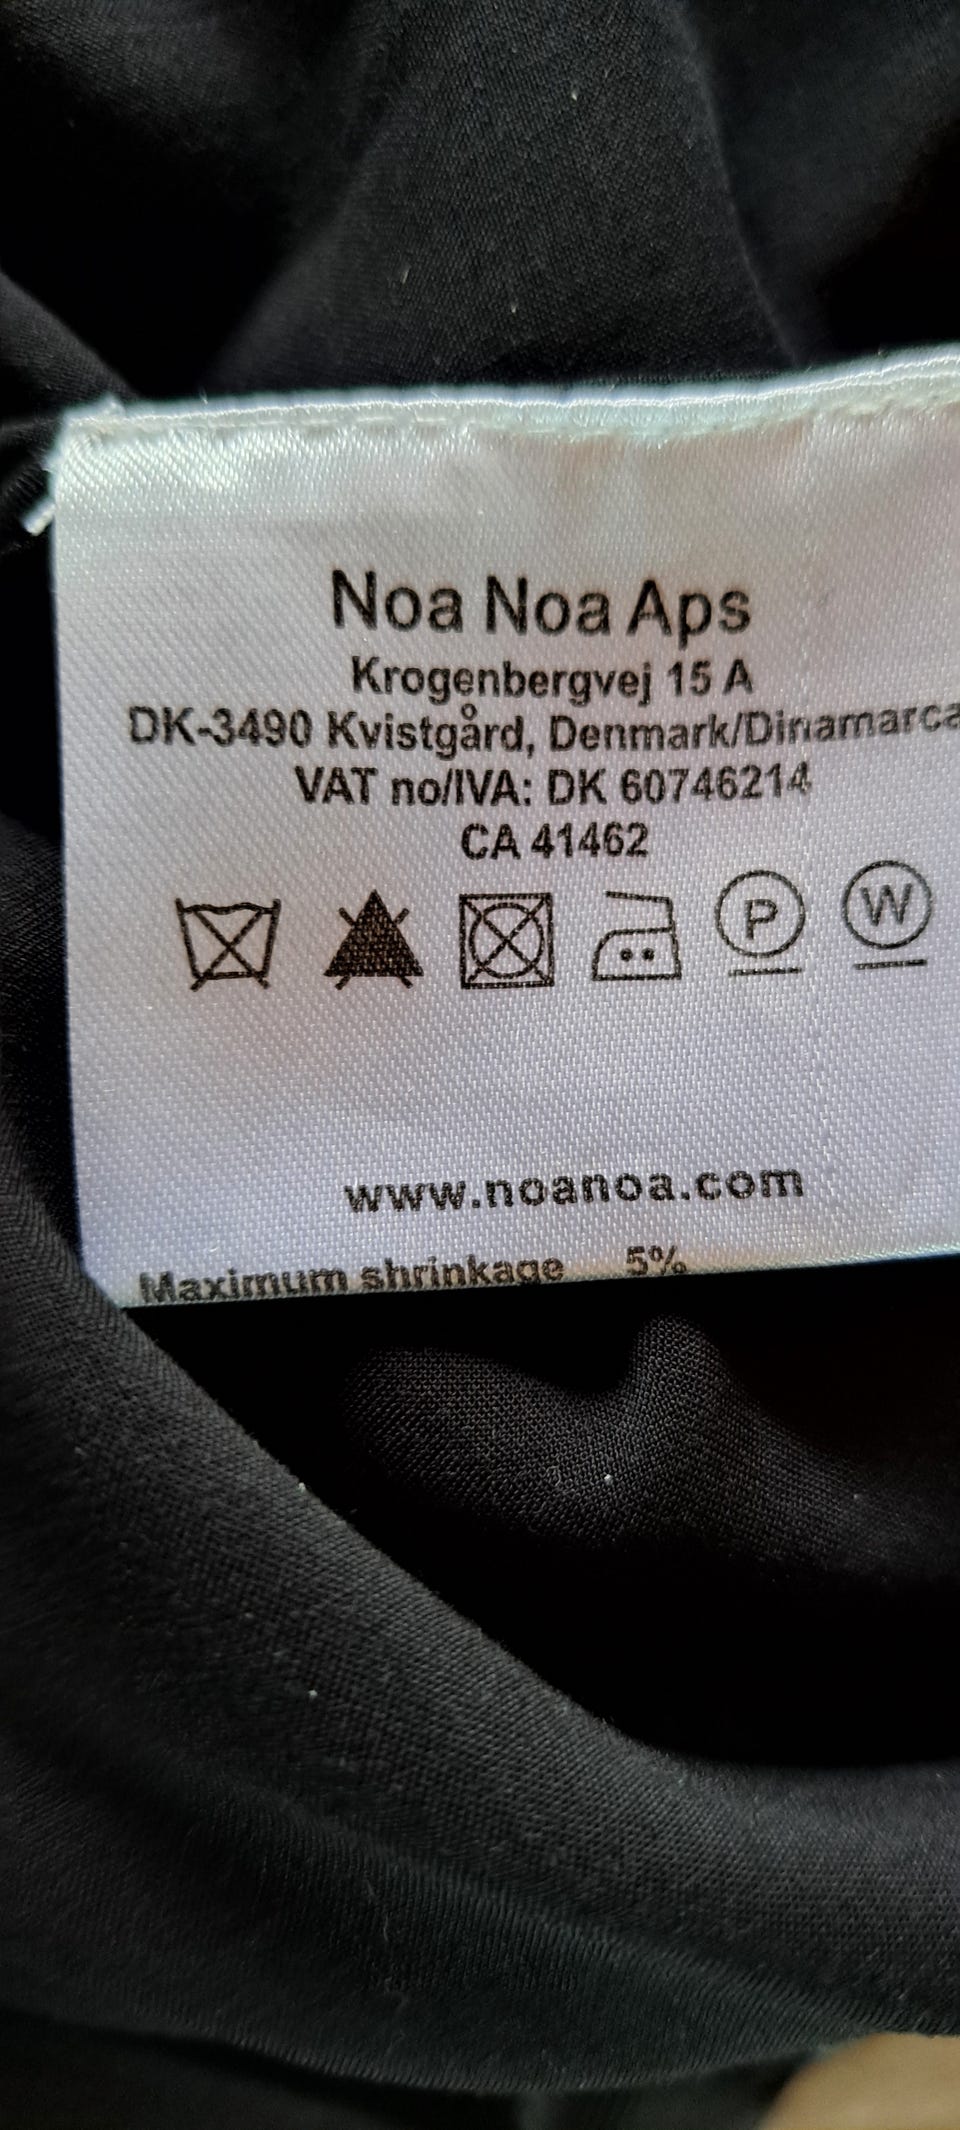 Noa Noa Aps
Krogenbergvej 15 A
DK-3490 Kvistgård, Denmark/Dinamarca
VAT no/IVA: DK 60746214
CA 41462
P W
www.noanoa.com
Maximum shrinkage 5%